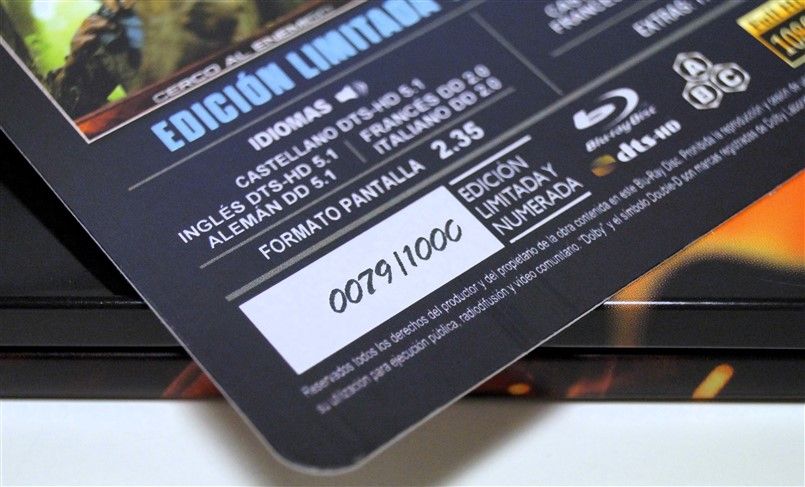 CERCO AL ENEMIGO
EDICIÓN LIMITADA
IDIOMAS
CASTELLANO DTS-HD 5.1
INGLÉS DTS-HD 5.1
ALEMÁN DD 5.1
FRANCÉS DD 2.0
ITALIANO DD 2.0
FORMATO PANTALLA 2.35
EXTRAS
0079/1000
EDICIÓN
LIMITADA Y
NUMERADA
Blu-ray Disc
dts-HD
A
B
C
Reservados todos los derechos del productor y del propietario de la obra contenida en este Blu-Ray Disc. Prohibida la reproducción y
su utilización para ejecución pública, radiodifusión y vídeo comunitario. "Dolby" y el símbolo Double-D son marcas registradas de Dolby